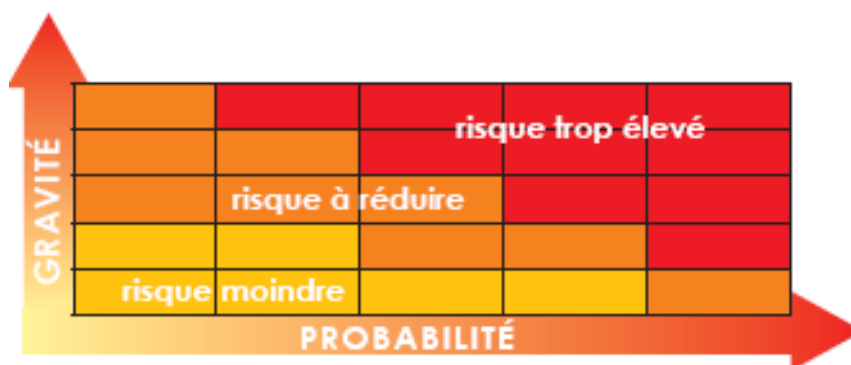 GRAVITÉ
risque trop élevé
risque à réduire
risque moindre
PROBABILITÉ